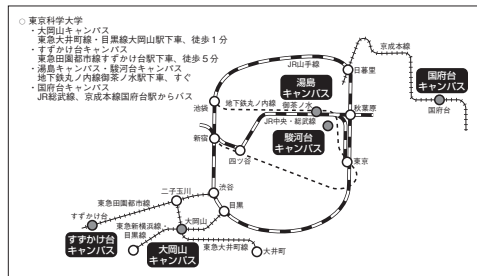 ○ 東京科学大学
・大岡山キャンパス
東急大井町線・目黒線大岡山駅下車、徒歩1分
・すずかけ台キャンパス
東急田園都市線すずかけ台駅下車、徒歩5分
・湯島キャンパス・駿河台キャンパス
地下鉄丸ノ内線御茶ノ水駅下車、すぐ
・国府台キャンパス
JR総武線、京成本線国府台駅からバス
京成本線
JR山手線
日暮里
湯島
キャンパス
国府台
キャンパス
池袋
地下鉄丸ノ内線
御茶ノ水
秋葉原
国府台
JR中央・総武線
新宿
駿河台
キャンパス
四ツ谷
東京
渋谷
二子玉川
東急田園都市線
目黒
すずかけ台
大岡山
東急新横浜線・
目黒線
すずかけ台
キャンパス
大岡山
キャンパス
東急大井町線
大井町